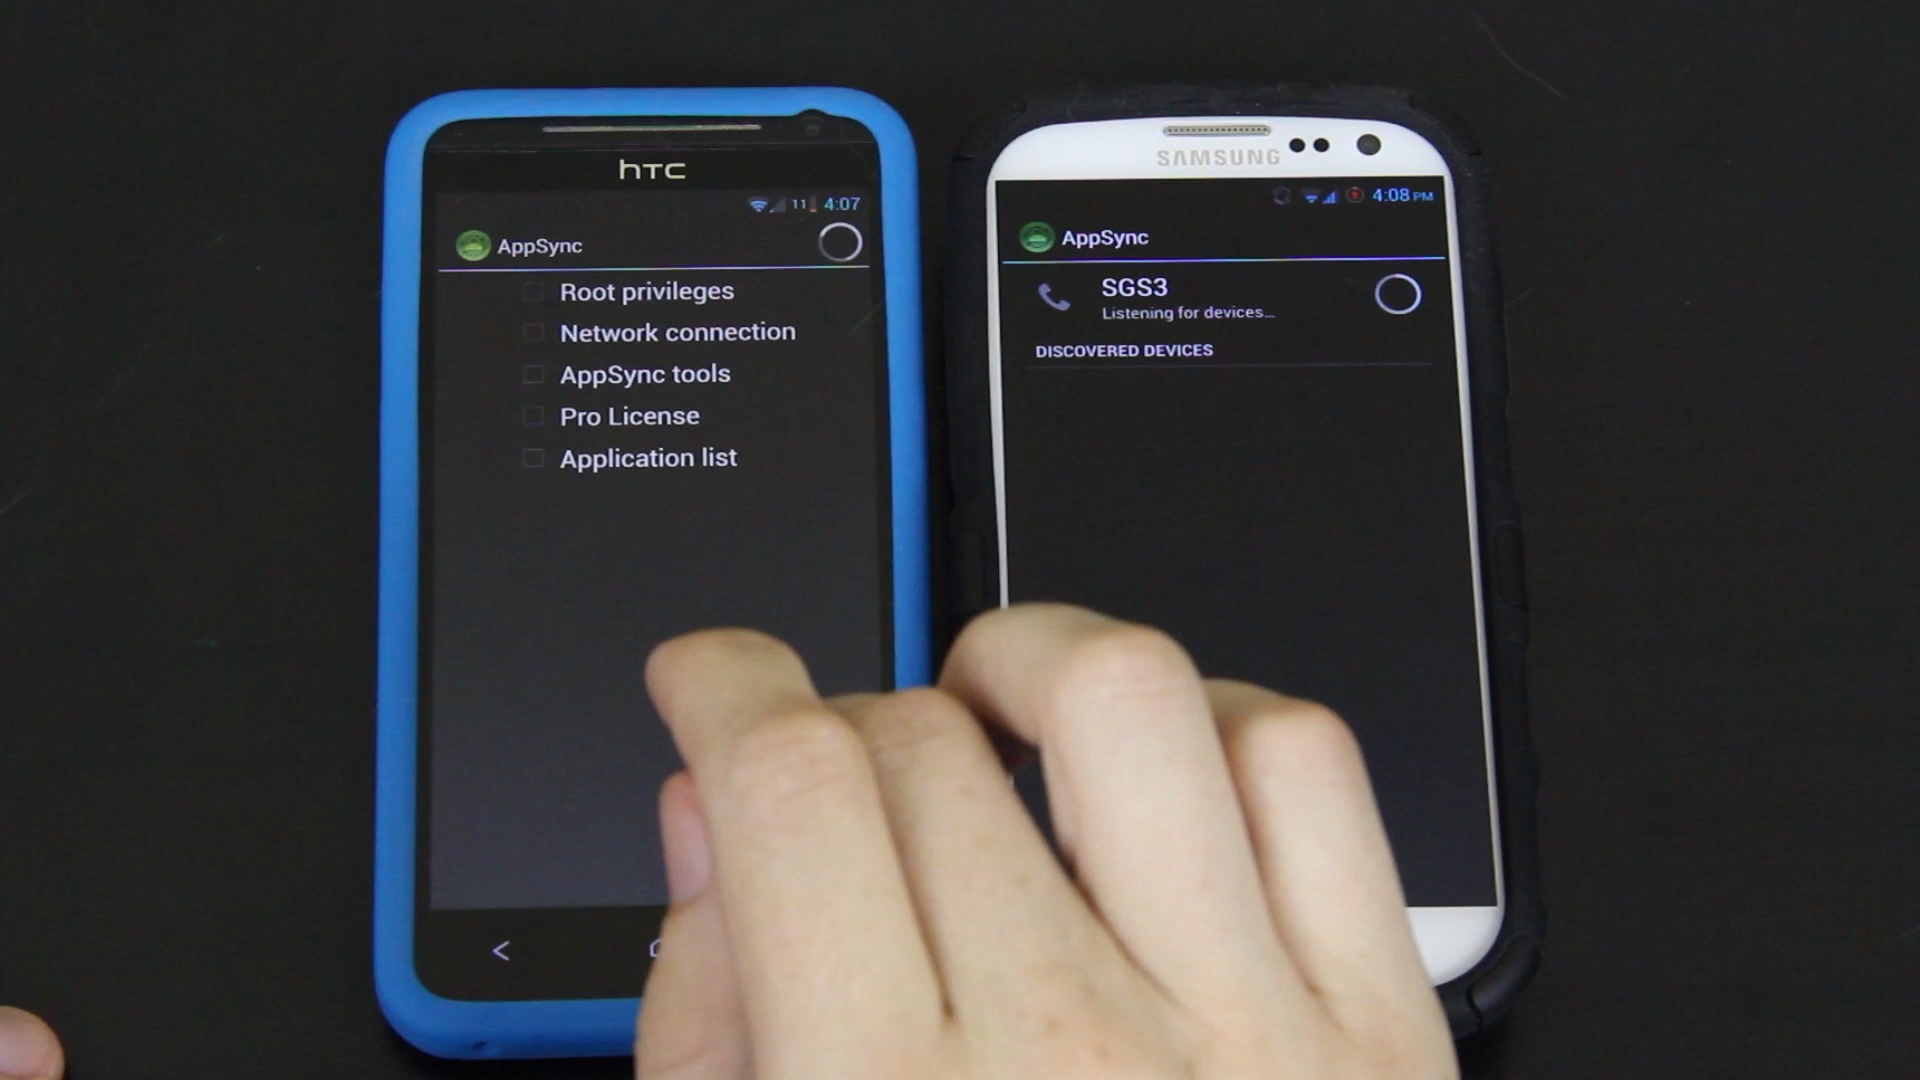 hTC
11 4:07
AppSync
Root privileges
Network connection
AppSync tools
Pro License
Application list
SAMSUNG
4:08 PM
AppSync
SGS3
Listening for devices...
DISCOVERED DEVICES